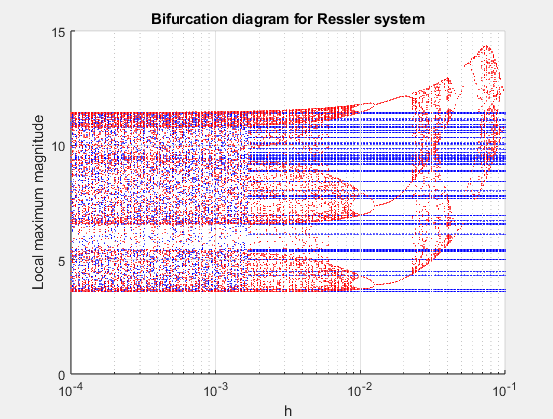 Bifurcation diagram for Ressler system
Local maximum magnitude
15
10
5
0
10^-4
10^-3
10^-2
10^-1
h